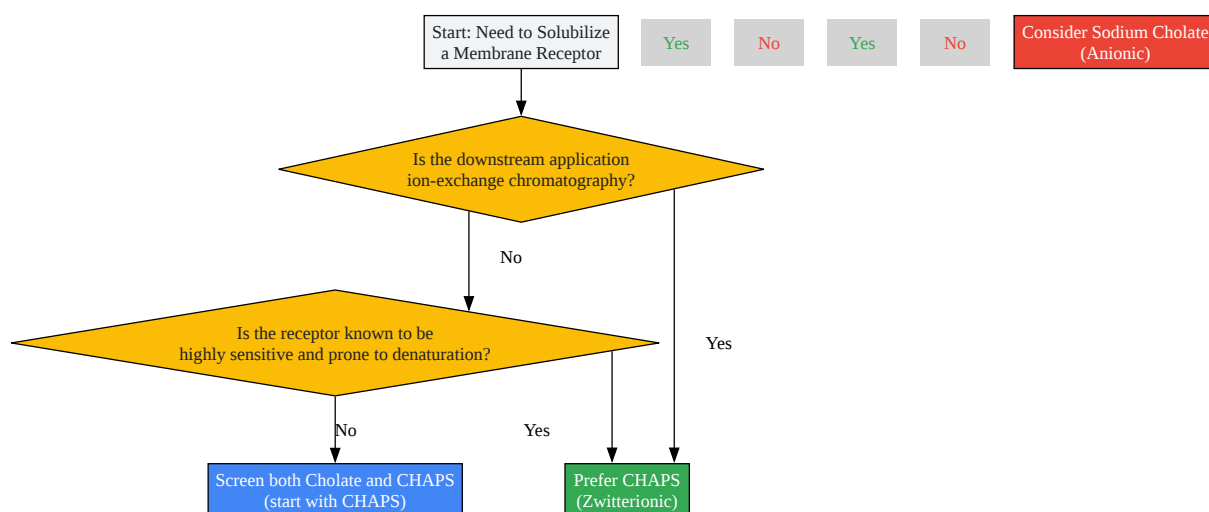 Start: Need to Solubilize
a Membrane Receptor
Yes
No
Yes
No
Consider Sodium Cholate
(Anionic)
Is the downstream application
ion-exchange chromatography?
No
Is the receptor known to be
highly sensitive and prone to denaturation?
Yes
No
Yes
Screen both Cholate and CHAPS
(start with CHAPS)
Prefer CHAPS
(Zwitterionic)